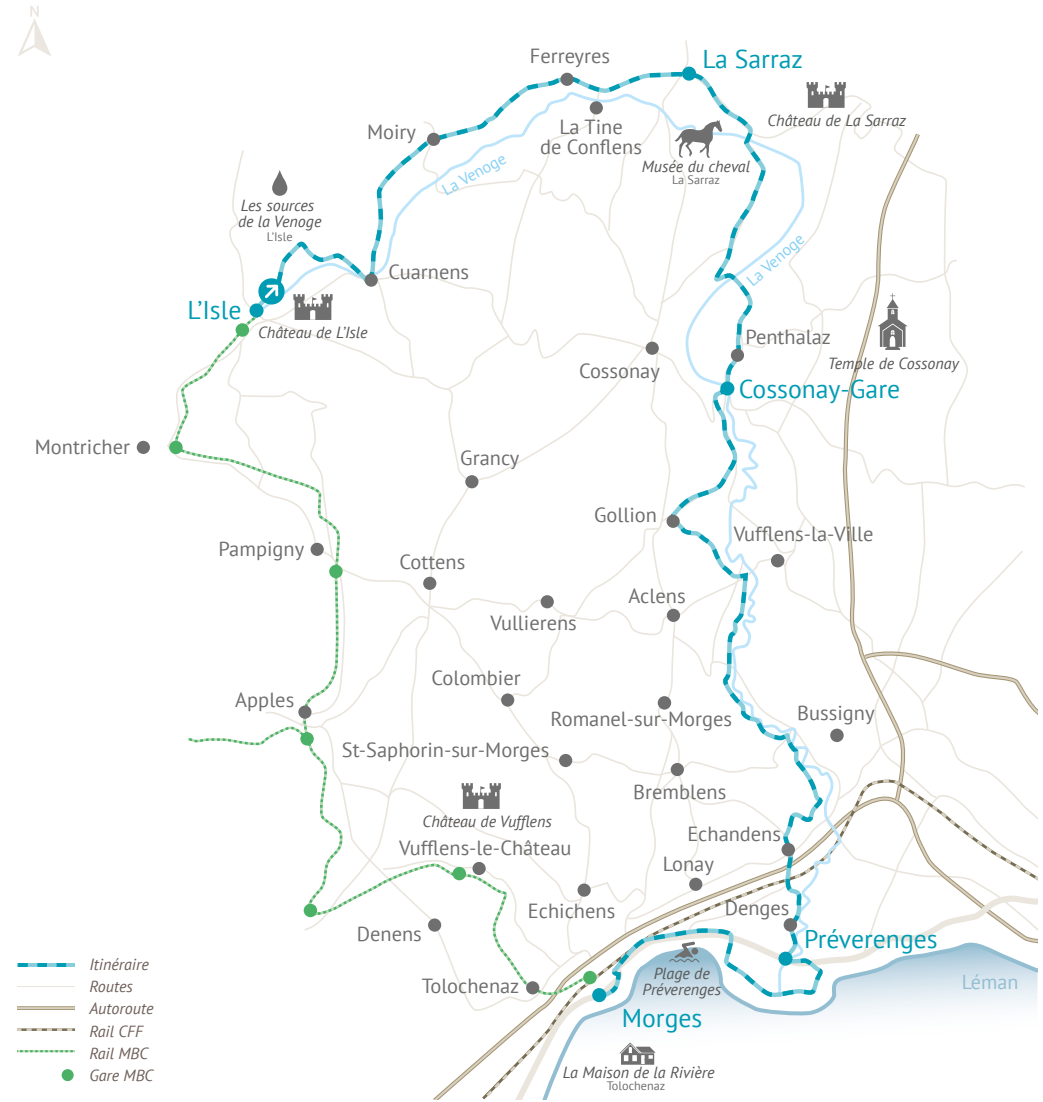 N
Ferreyres
La Sarraz
Château de La Sarraz
La Tine
de Conflens
Moiry
Musée du cheval
La Sarraz
La Venoge
Les sources
de la Venoge
L'Isle
La Venoge
Cuarnens
L'Isle
Château de L'Isle
Penthalaz
Temple de Cossonay
Cossonay
Cossonay-Gare
Montricher
Grancy
Gollion
Vufflens-la-Ville
Pampigny
Cottens
Aclens
Vullierens
Colombier
Apples
Romanel-sur-Morges
Bussigny
St-Saphorin-sur-Morges
Bremblens
Château de Vufflens
Echandens
Vufflens-le-Château
Lonay
Echichens
Denges
Denens
Préverenges
Plage de
Préverenges
Léman
Tolochenaz
Morges
La Maison de la Rivière
Tolochenaz
Itinéraire
Routes
Autoroute
Rail CFF
Rail MBC
Gare MBC